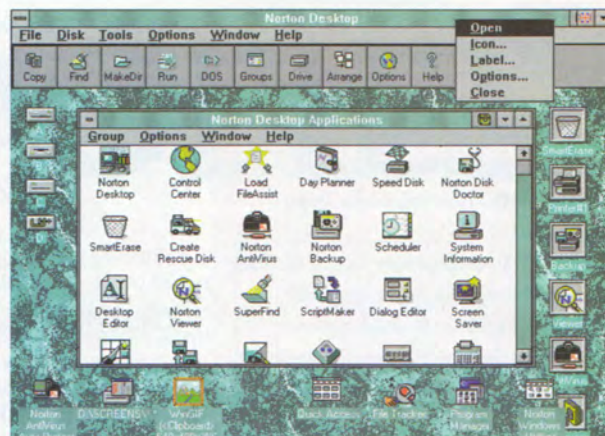 Norton Desktop
File Disk Tools Options Window Help
Open
Icon...
Label...
Options...
Close
Copy Find MakeDir Run DOS Groups Drive Arrange Options Help
Norton Desktop Applications
Group Options Window Help
Norton Desktop
Control Center
Load FileAssist
Day Planner
Speed Disk
Norton Disk Doctor
SmartErase
Create Rescue Disk
Norton AntiVirus
Norton Backup
Scheduler
System Information
Desktop Editor
Norton Viewer
SuperFind
ScriptMaker
Dialog Editor
Screen Saver
SmartErase
Backup
Viewer
Norton AntiVirus
WinGIF
(<Clipboard)
Quick Access
File Tracker
Program Manager
Norton
Windows